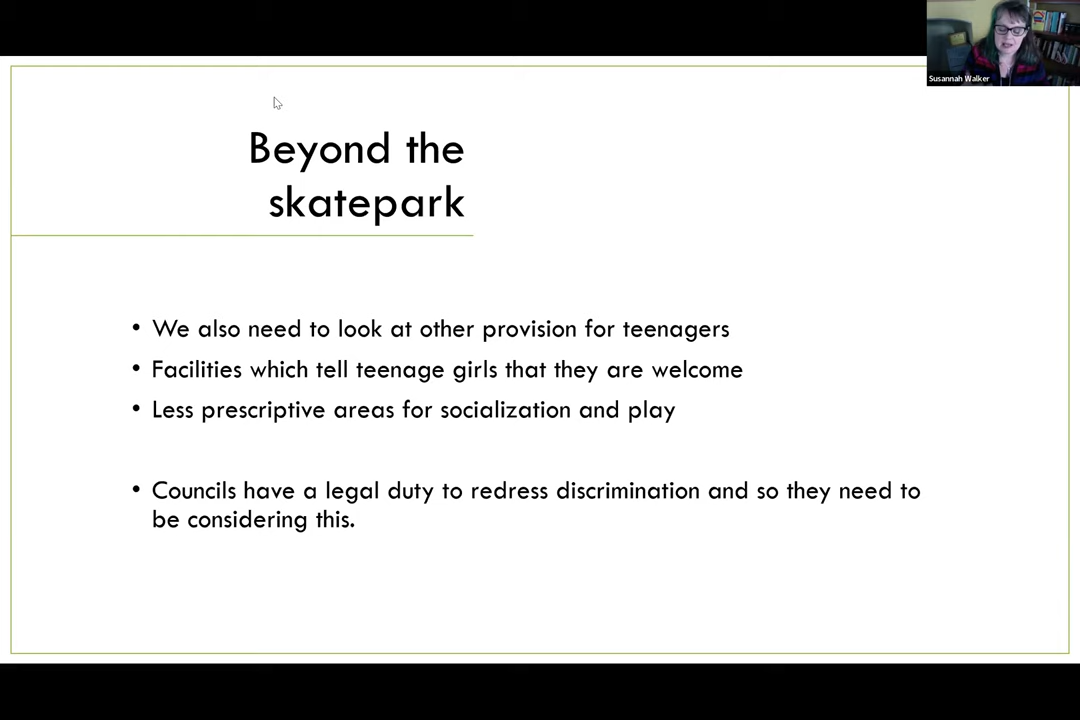 Susannah Walker
Beyond the
skatepark
• We also need to look at other provision for teenagers
• Facilities which tell teenage girls that they are welcome
• Less prescriptive areas for socialization and play
• Councils have a legal duty to redress discrimination and so they need to
be considering this.